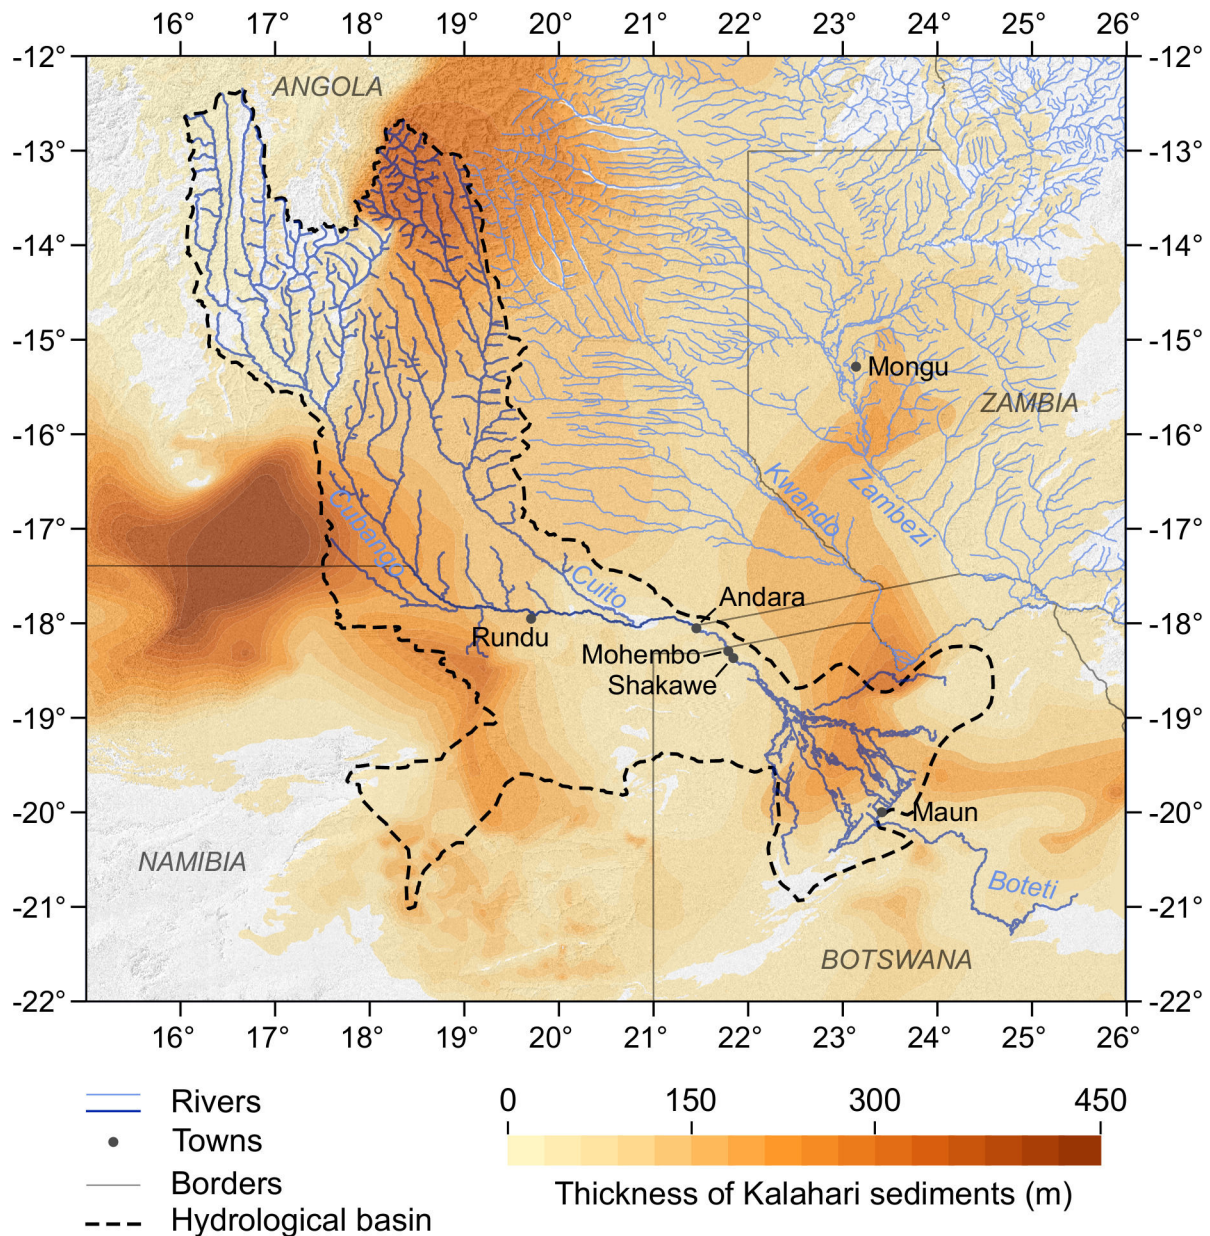 16° 17° 18° 19° 20° 21° 22° 23° 24° 25° 26°
-12° -12°
ANGOLA
-13° -13°
-14° -14°
-15° -15°
Mongu
ZAMBIA
-16° -16°
Kwando
Zambezi
Cubango
-17° -17°
Cuito
Andara
-18° -18°
Rundu
Mohembo
Shakawe
-19° -19°
-20° -20°
Maun
NAMIBIA
Boteti
-21° -21°
BOTSWANA
-22° -22°
16° 17° 18° 19° 20° 21° 22° 23° 24° 25° 26°
Rivers
Towns
Borders
Hydrological basin
0 150 300 450
Thickness of Kalahari sediments (m)